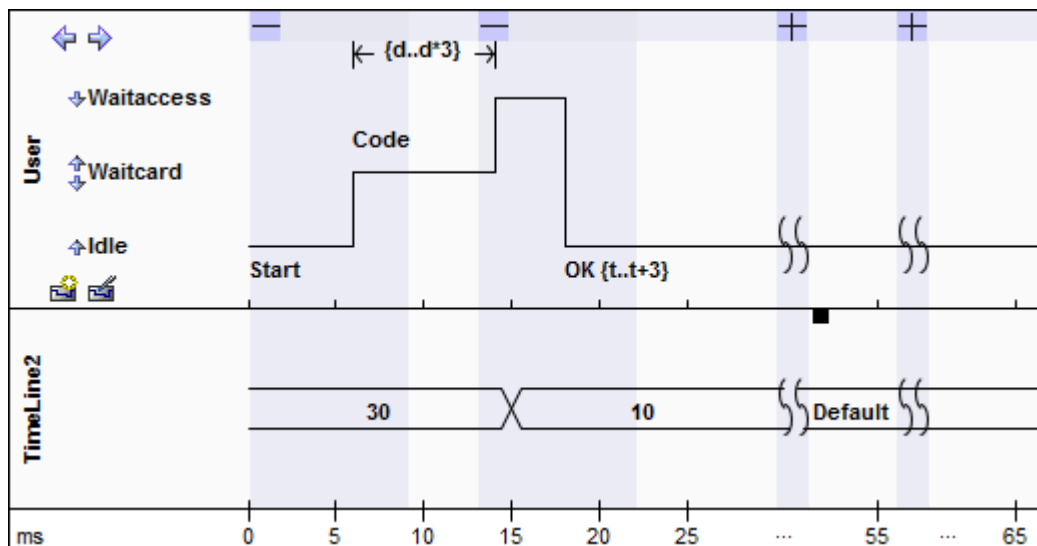 {d..d*3}
Waitaccess
Code
User
Waitcard
Idle
Start
OK {t..t+3}
TimeLine2
30
10
Default
ms
0
5
10
15
20
25
...
55
...
65